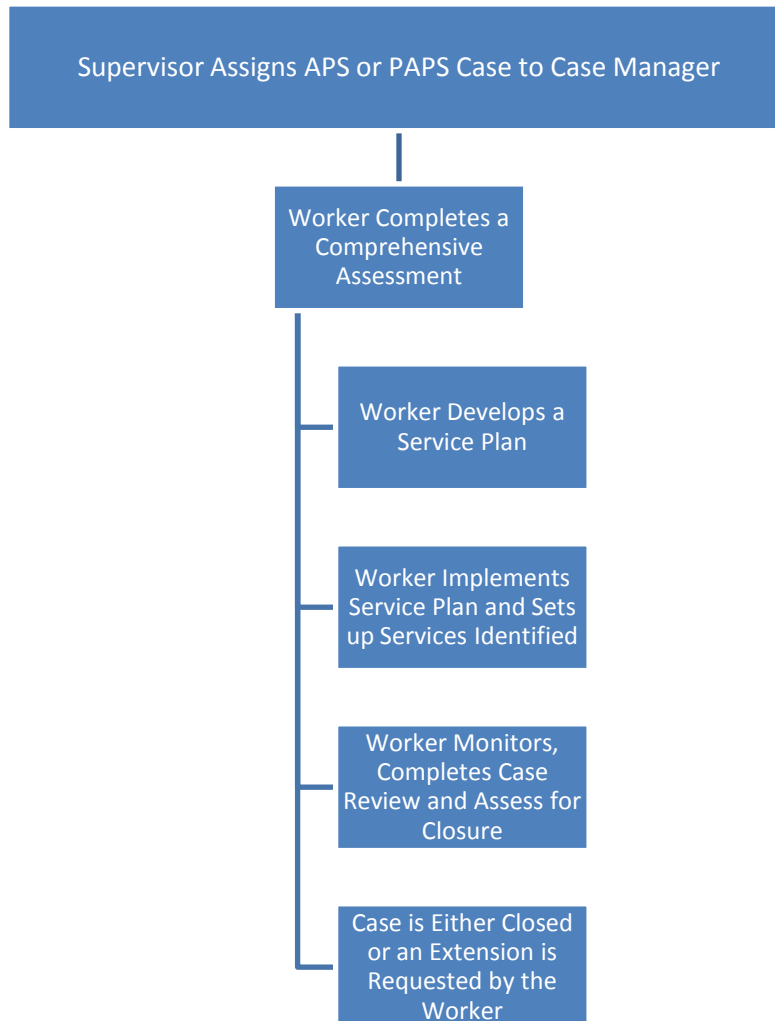 Supervisor Assigns APS or PAPS Case to Case Manager
Worker Completes a
Comprehensive
Assessment
Worker Develops a
Service Plan
Worker Implements
Service Plan and Sets
up Services Identified
Worker Monitors,
Completes Case
Review and Assess for
Closure
Case is Either Closed
or an Extension is
Requested by the
Worker